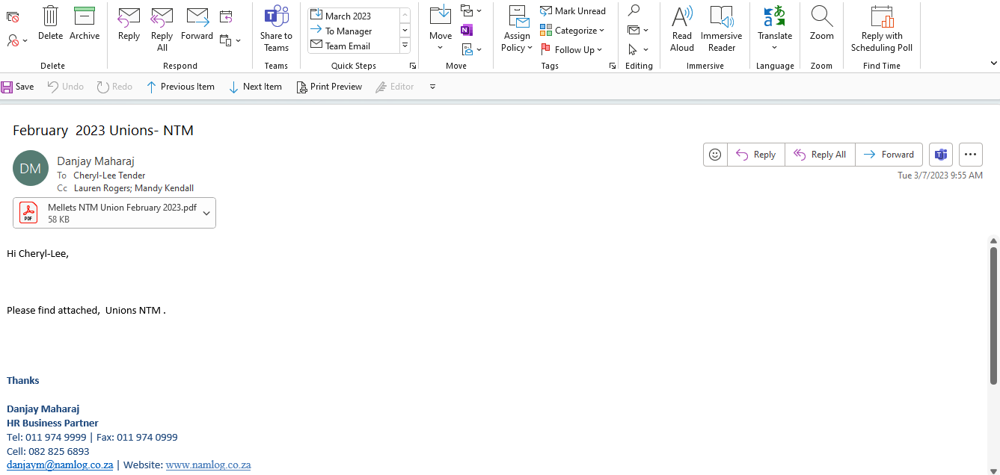 Delete
Archive
Reply
Reply All
Forward
Share to Teams
March 2023
To Manager
Team Email
Move
Assign Policy
Mark Unread
Categorize
Follow Up
Read Aloud
Immersive Reader
Translate
Zoom
Reply with Scheduling Poll
Delete
Respond
Teams
Quick Steps
Move
Tags
Editing
Immersive
Language
Zoom
Find Time
Save
Undo
Redo
Previous Item
Next Item
Print Preview
Editor
February  2023 Unions- NTM
DM
Danjay Maharaj
To Cheryl-Lee Tender
Cc Lauren Rogers; Mandy Kendall
Reply
Reply All
Forward
Tue 3/7/2023 9:55 AM
PDF
Mellets NTM Union February 2023.pdf
58 KB
Hi Cheryl-Lee,
Please find attached,  Unions NTM .
Thanks
Danjay Maharaj
HR Business Partner
Tel: 011 974 9999 | Fax: 011 974 0999
Cell: 082 825 6893
danjaym@namlog.co.za | Website: www.namlog.co.za